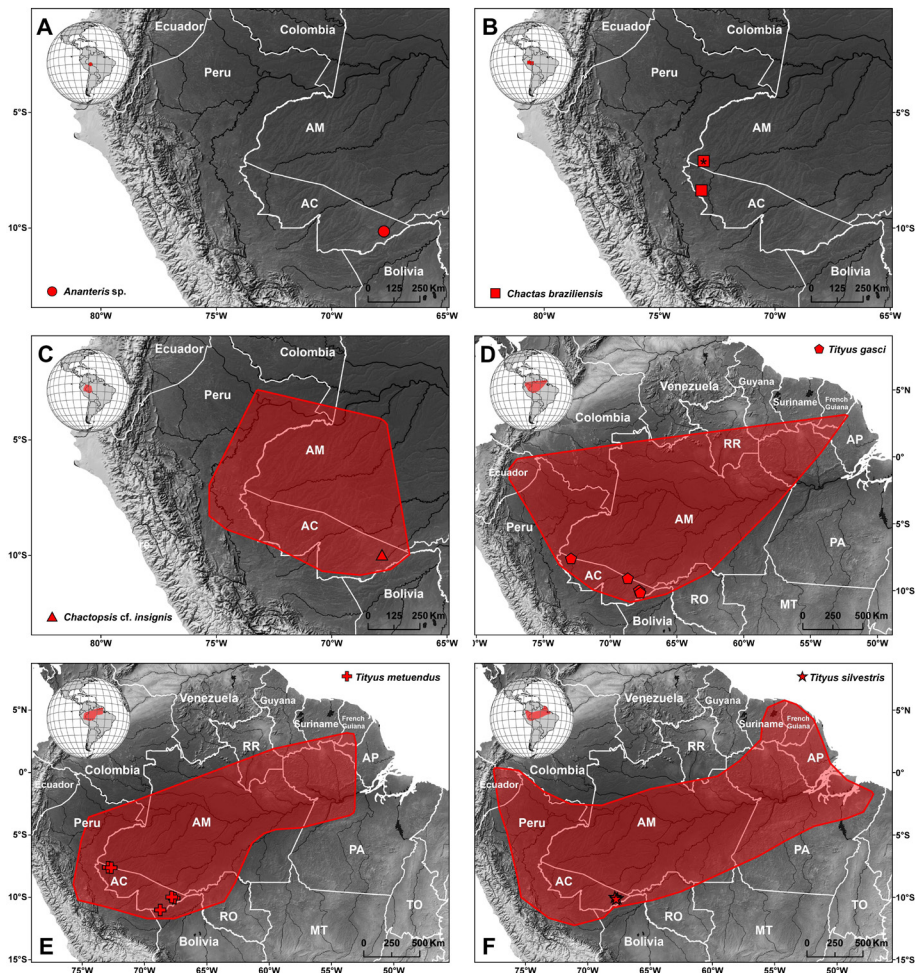 A
Ecuador
Colombia
Peru
5°S
AM
AC
10°S
Bolivia
Ananteris sp.
0 125 250 Km
80°W 75°W 70°W 65°W
B
Ecuador
Colombia
Peru
5°S
AM
AC
10°S
Bolivia
Chactas braziliensis
0 125 250 Km
80°W 75°W 70°W 65°W
C
Ecuador
Colombia
Peru
5°S
AM
AC
10°S
Bolivia
Chactopsis cf. insignis
0 125 250 Km
80°W 75°W 70°W 65°W
D
Tityus gasci
Venezuela
Guyana
Suriname
French
Guiana
Colombia
RR
AP
0°
Ecuador
5°S
Peru
AM
PA
AC
10°S
RO
MT
Bolivia
0 250 500 Km
80°W 75°W 70°W 65°W 60°W 55°W 50°W
E
Tityus metuendus
Venezuela
5°N
Guyana
Suriname
French
Guiana
RR
AP
Colombia
0°
Ecuador
Peru
AM
5°S
PA
AC
10°S
RO
TO
MT
Bolivia
0 250 500 Km
15°S
75°W 70°W 65°W 60°W 55°W 50°W
F
Tityus silvestris
Venezuela
5°N
Guyana
Suriname
French
Guiana
RR
AP
Colombia
0°
Ecuador
Peru
AM
5°S
PA
AC
10°S
RO
TO
MT
Bolivia
0 250 500 Km
15°S
75°W 70°W 65°W 60°W 55°W 50°W